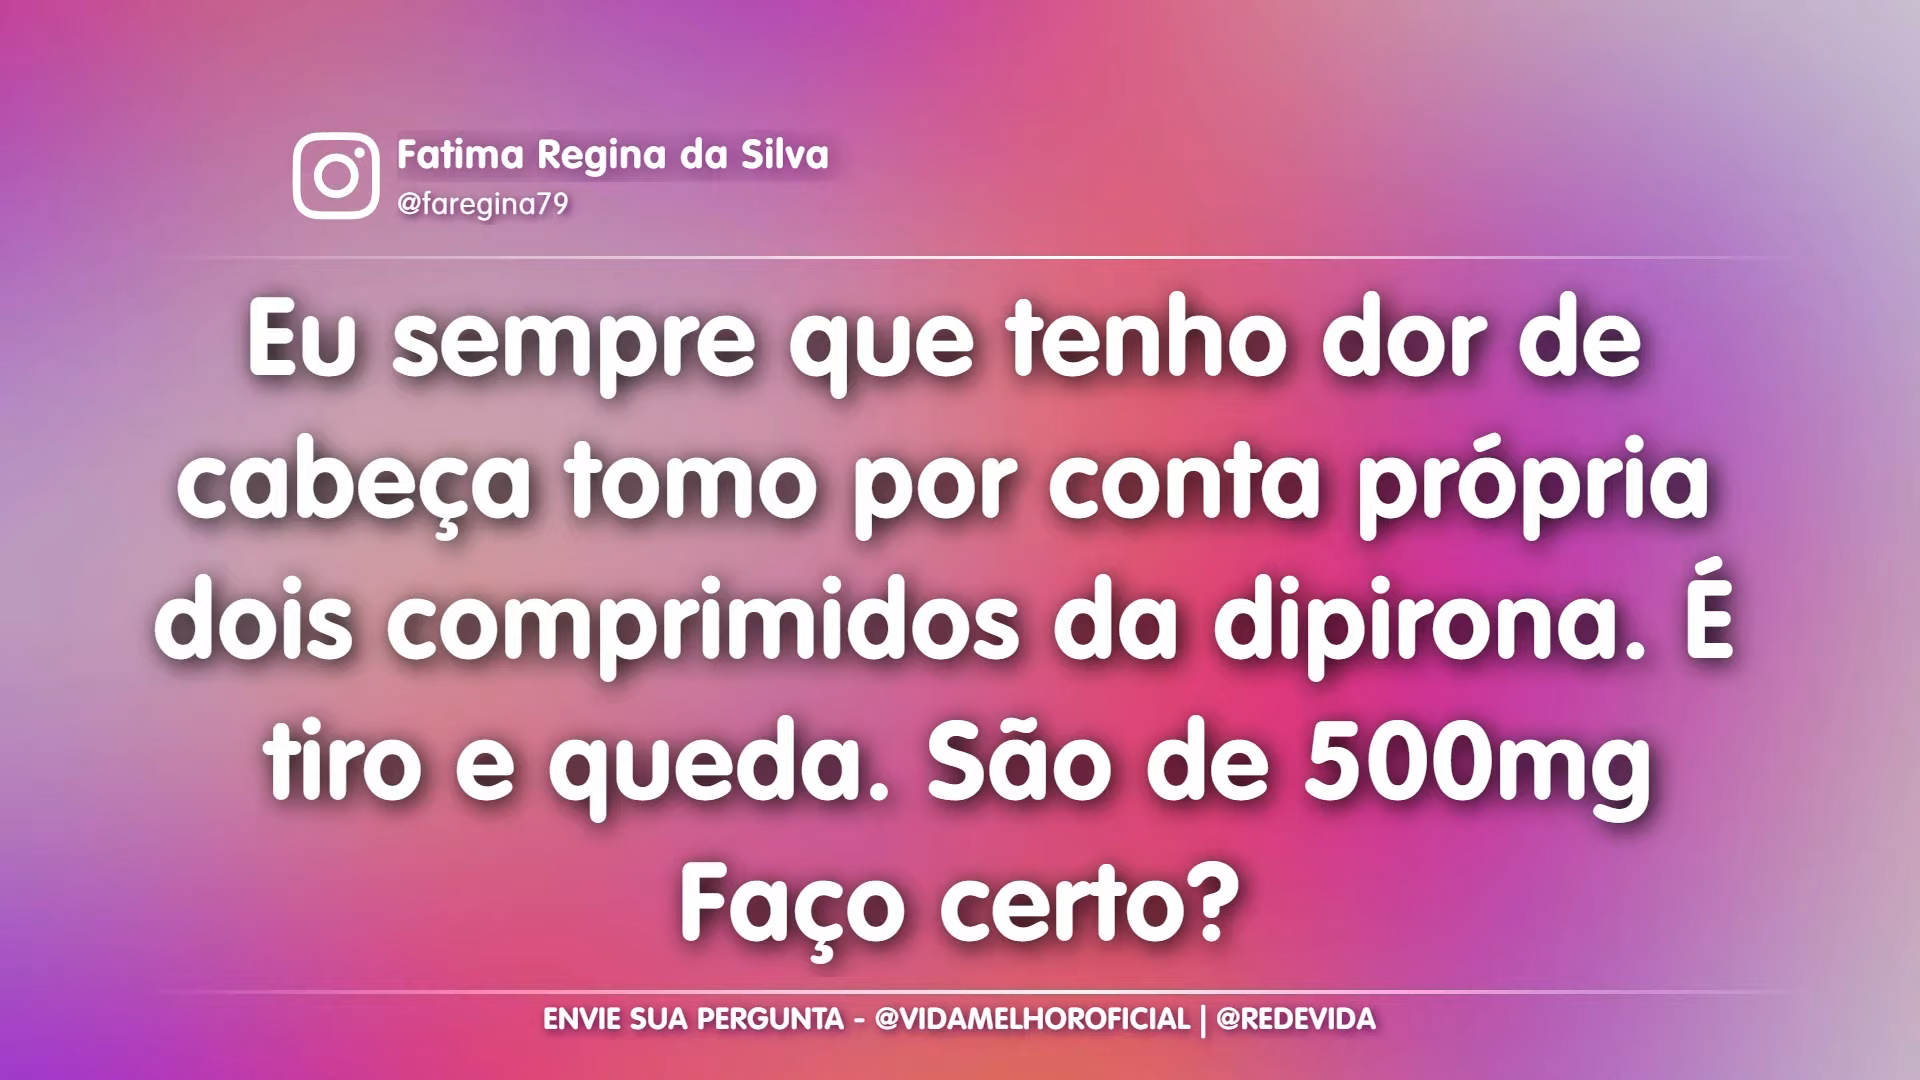 Fatima Regina da Silva
@faregina79
Eu sempre que tenho dor de
cabeça tomo por conta própria
dois comprimidos da dipirona. É
tiro e queda. São de 500mg
Faço certo?
ENVIE SUA PERGUNTA - @VIDAMELHOROFICIAL | @REDEVIDA